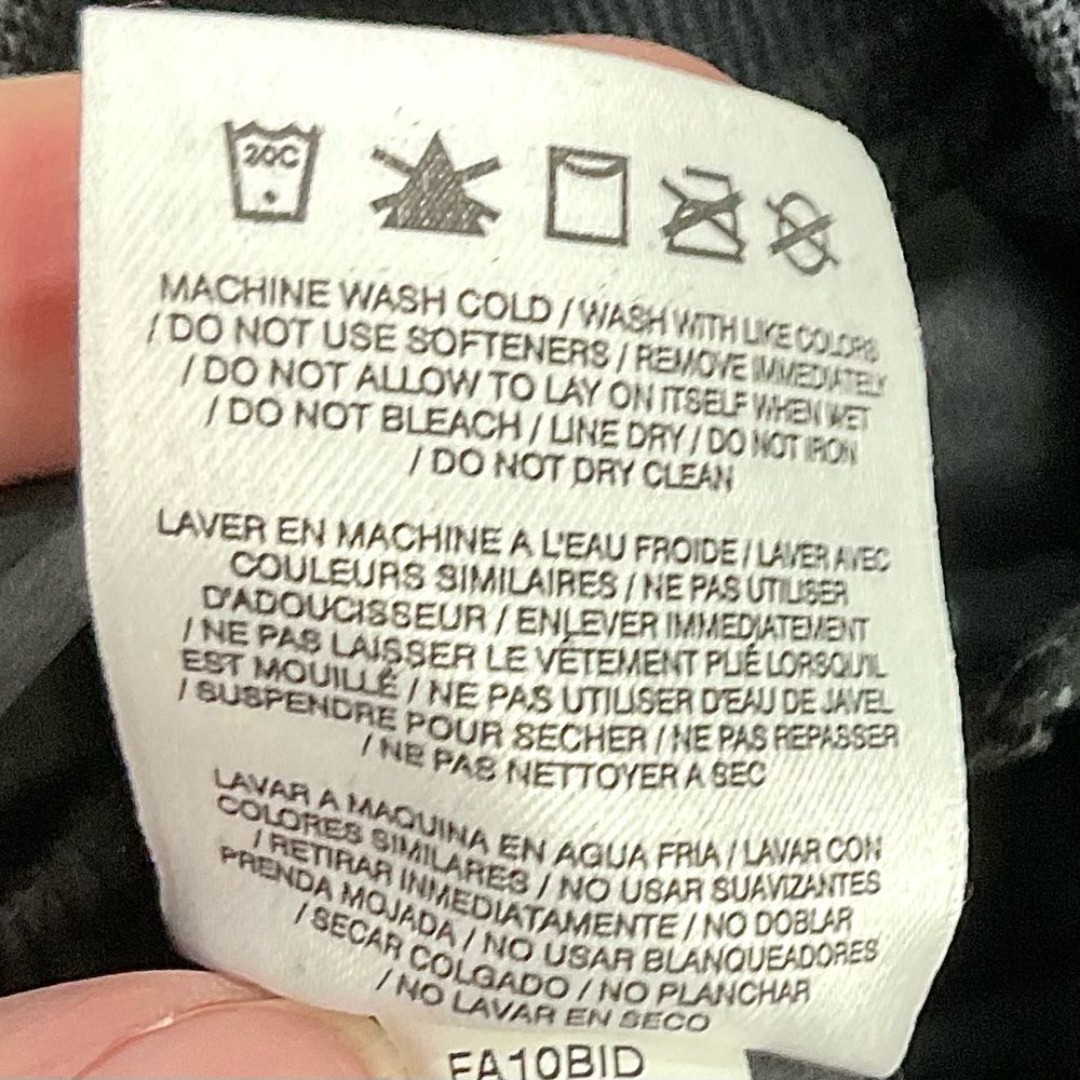 20C
MACHINE WASH COLD / WASH WITH LIKE COLORS
/ DO NOT USE SOFTENERS / REMOVE IMMEDIATELY
/ DO NOT ALLOW TO LAY ON ITSELF WHEN WET
/ DO NOT BLEACH / LINE DRY / DO NOT IRON
/ DO NOT DRY CLEAN
LAVER EN MACHINE A L'EAU FROIDE / LAVER AVEC
COULEURS SIMILAIRES / NE PAS UTILISER
D'ADOUCISSEUR / ENLEVER IMMEDIATEMENT
/ NE PAS LAISSER LE VÉTEMENT PLIÉ LORSQU'IL
EST MOUILLÉ / NE PAS UTILISER D'EAU DE JAVEL
/ SUSPENDRE POUR SECHER / NE PAS REPASSER
/ NE PAS NETTOYER A SEC
LAVAR A MAQUINA EN AGUA FRIA / LAVAR CON
COLORES SIMILARES / NO USAR SUAVIZANTES
/ RETIRAR INMEDIATAMENTE / NO DOBLAR
PRENDA MOJADA / NO USAR BLANQUEADORES
/ SECAR COLGADO / NO PLANCHAR
/ NO LAVAR EN SECO
FA10BID